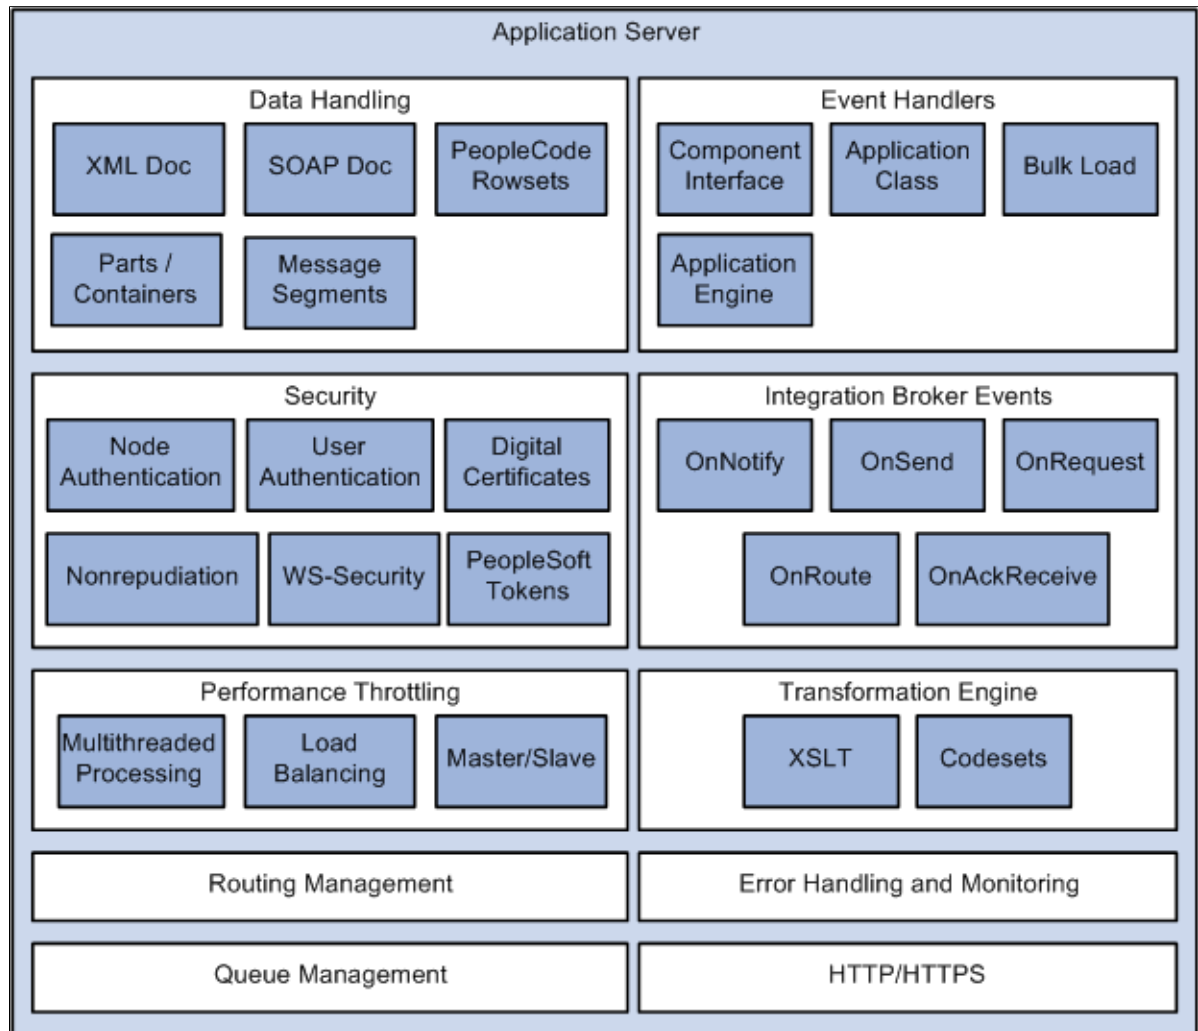 Application Server
Data Handling
XML Doc
SOAP Doc
PeopleCode
Rowsets
Parts /
Containers
Message
Segments
Event Handlers
Component
Interface
Application
Class
Bulk Load
Application
Engine
Security
Node
Authentication
User
Authentication
Digital
Certificates
Nonrepudiation
WS-Security
PeopleSoft
Tokens
Integration Broker Events
OnNotify
OnSend
OnRequest
OnRoute
OnAckReceive
Performance Throttling
Multithreaded
Processing
Load
Balancing
Master/Slave
Transformation Engine
XSLT
Codesets
Routing Management
Error Handling and Monitoring
Queue Management
HTTP/HTTPS